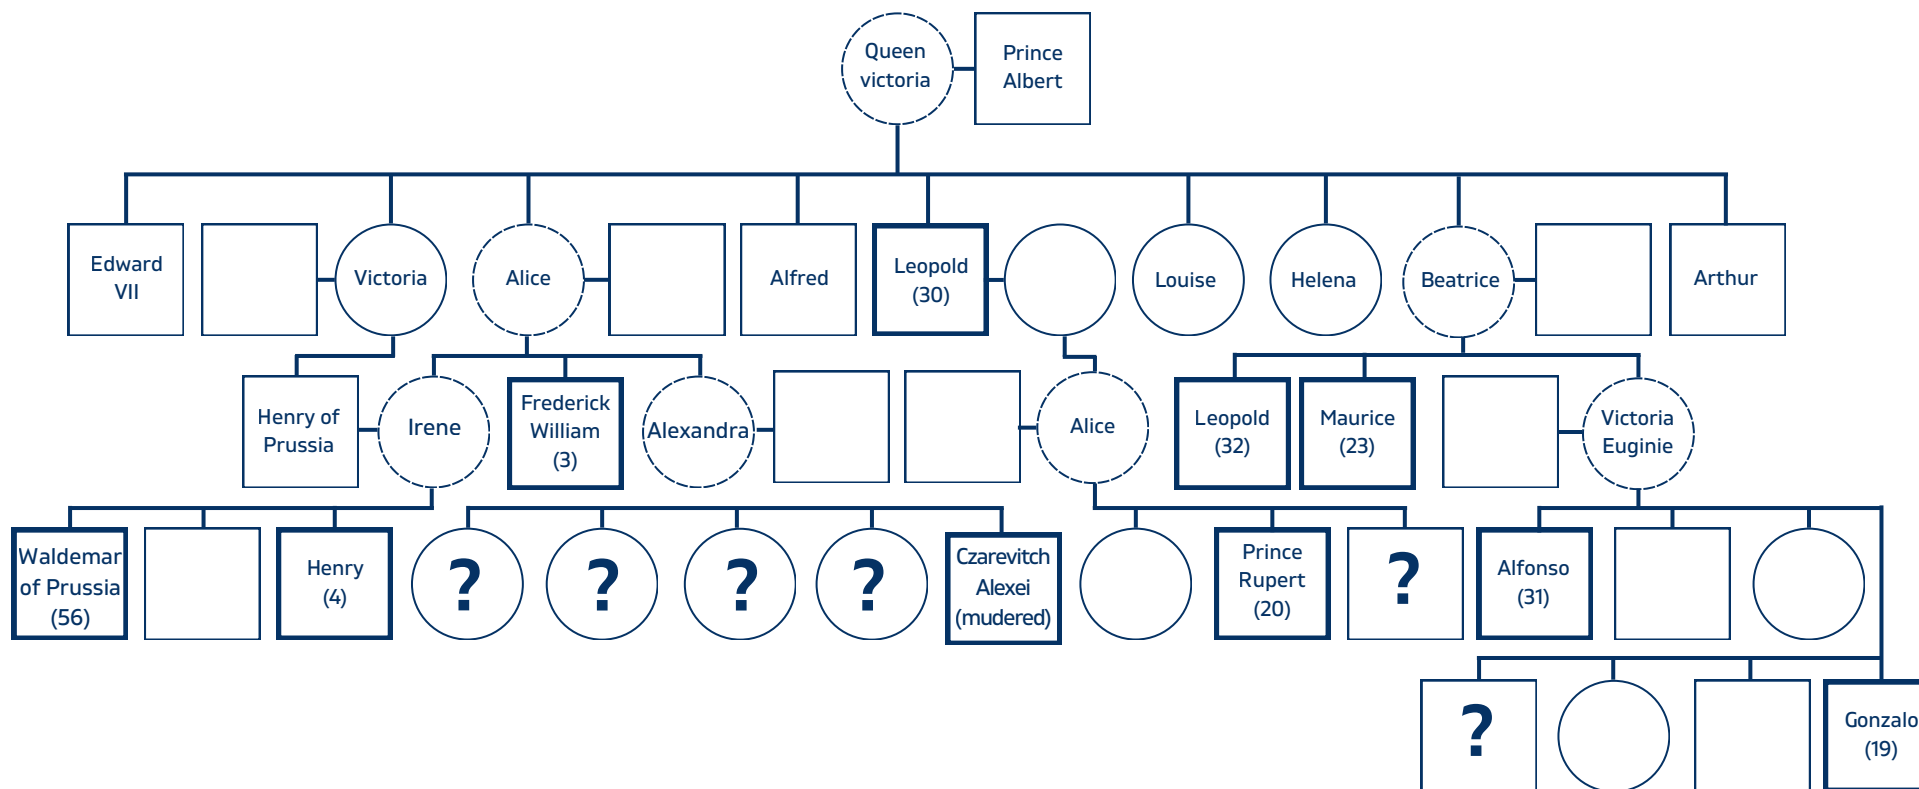 Queen
victoria
Prince
Albert
Edward
VII
Victoria
Alice
Alfred
Leopold
(30)
Louise
Helena
Beatrice
Arthur
Henry of
Prussia
Irene
Frederick
William
(3)
Alexandra
Alice
Leopold
(32)
Maurice
(23)
Victoria
Euginie
Waldemar
of Prussia
(56)
Henry
(4)
?
?
?
?
Czarevitch
Alexei
(mudered)
Prince
Rupert
(20)
?
Alfonso
(31)
?
Gonzalo
(19)